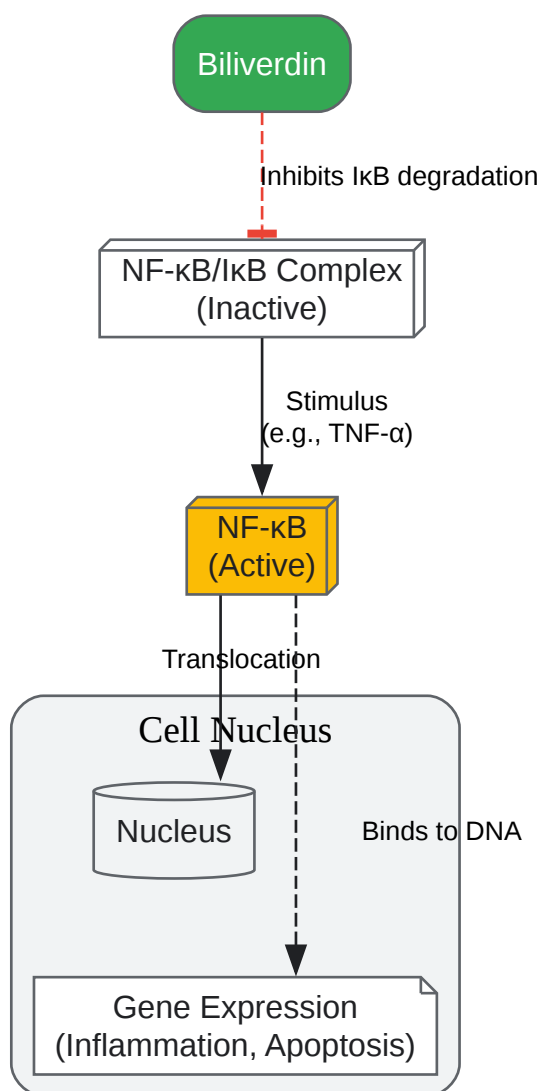 Biliverdin
Inhibits IκB degradation
NF-κB/IκB Complex
(Inactive)
Stimulus
(e.g., TNF-α)
NF-κB
(Active)
Translocation
Cell Nucleus
Nucleus
Binds to DNA
Gene Expression
(Inflammation, Apoptosis)